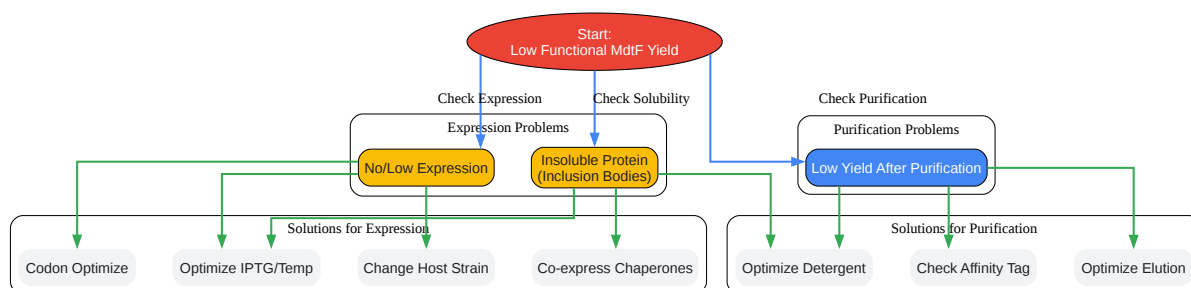 Start:
Low Functional MdtF Yield
Check Expression
Check Solubility
Check Purification
Expression Problems
Purification Problems
No/Low Expression
Insoluble Protein
(Inclusion Bodies)
Low Yield After Purification
Solutions for Expression
Solutions for Purification
Codon Optimize
Optimize IPTG/Temp
Change Host Strain
Co-express Chaperones
Optimize Detergent
Check Affinity Tag
Optimize Elution